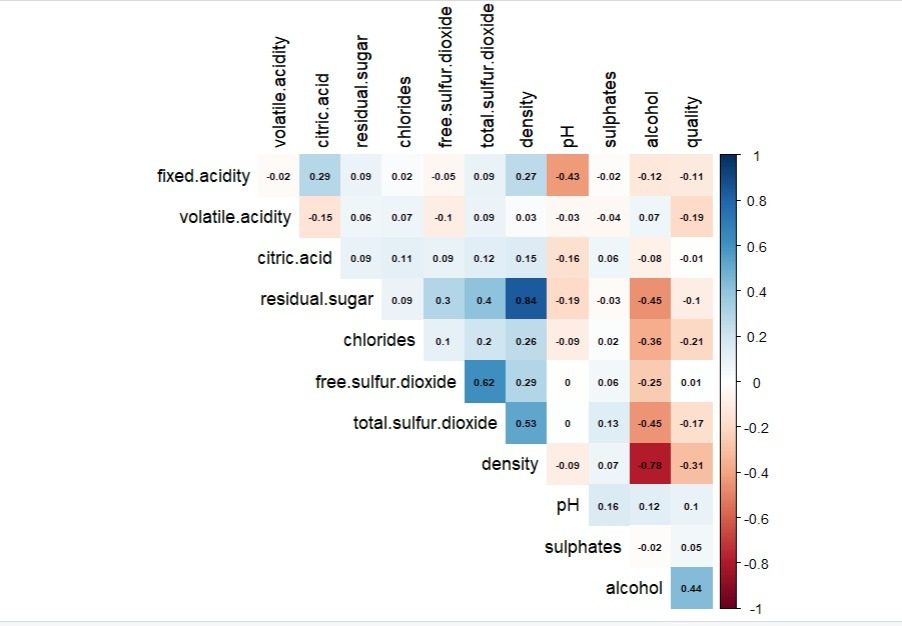 volatile.acidity citric.acid residual.sugar chlorides free.sulfur.dioxide total.sulfur.dioxide density pH sulphates alcohol quality
fixed.acidity -0.02 0.29 0.09 0.02 -0.05 0.09 0.27 -0.43 -0.02 -0.12 -0.11
volatile.acidity -0.15 0.06 0.07 -0.1 0.09 0.03 -0.03 -0.04 0.07 -0.19
citric.acid 0.09 0.11 0.09 0.12 0.15 -0.16 0.06 -0.08 -0.01
residual.sugar 0.09 0.3 0.4 0.84 -0.19 -0.03 -0.45 -0.1
chlorides 0.1 0.2 0.26 -0.09 0.02 -0.36 -0.21
free.sulfur.dioxide 0.62 0.29 0 0.06 -0.25 0.01
total.sulfur.dioxide 0.53 0 0.13 -0.45 -0.17
density -0.09 0.07 -0.78 -0.31
pH 0.16 0.12 0.1
sulphates -0.02 0.05
alcohol 0.44
1
0.8
0.6
0.4
0.2
0
-0.2
-0.4
-0.6
-0.8
-1